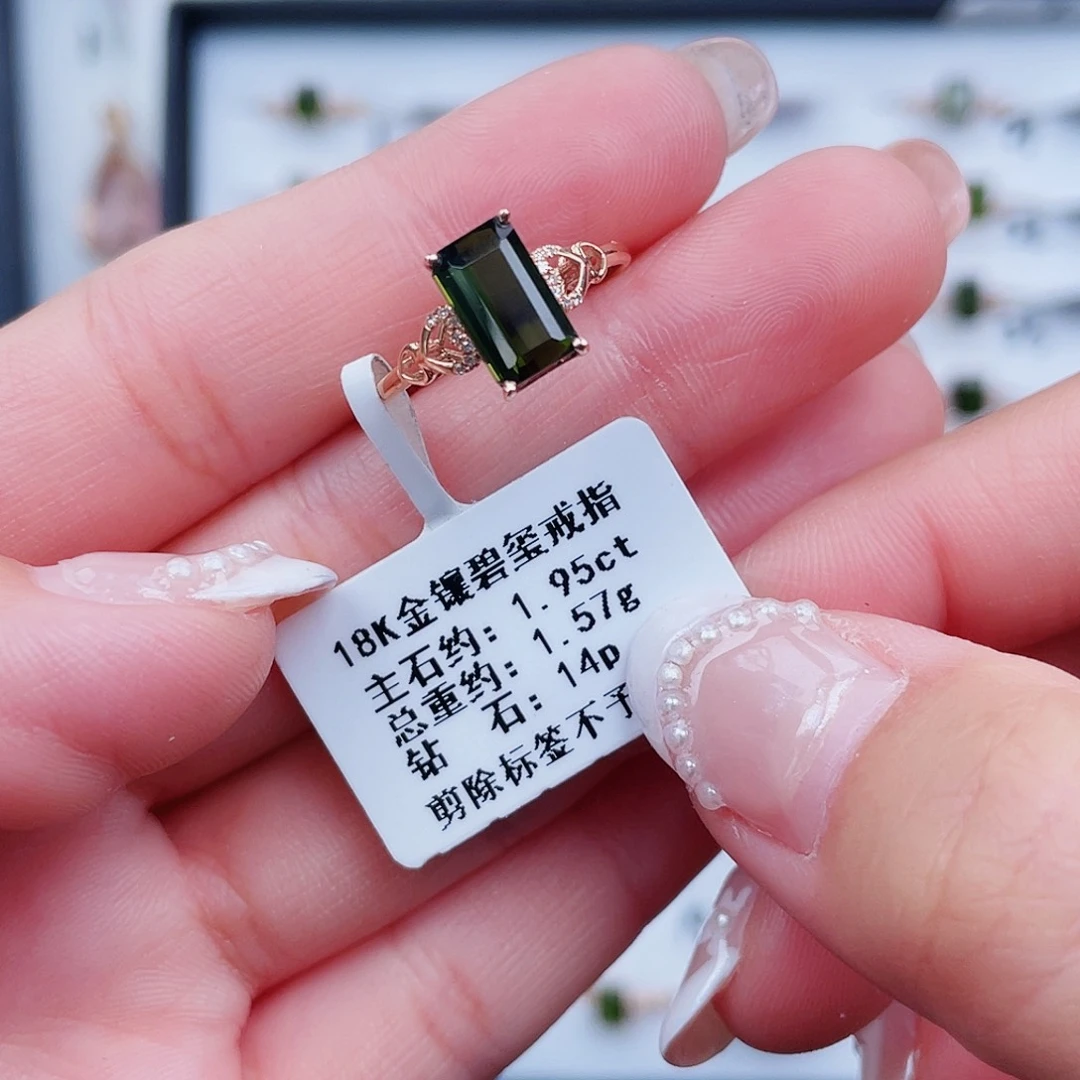 18K金镶碧玺戒指
主石约: 1.95ct
总重约: 1.57g
钻 石: 14p
剪除标签不予